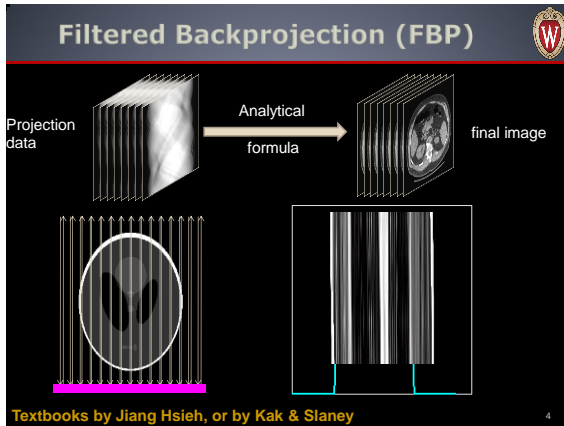 Filtered Backprojection (FBP)
W
Projection
data
Analytical
formula
final image
Textbooks by Jiang Hsieh, or by Kak & Slaney
4